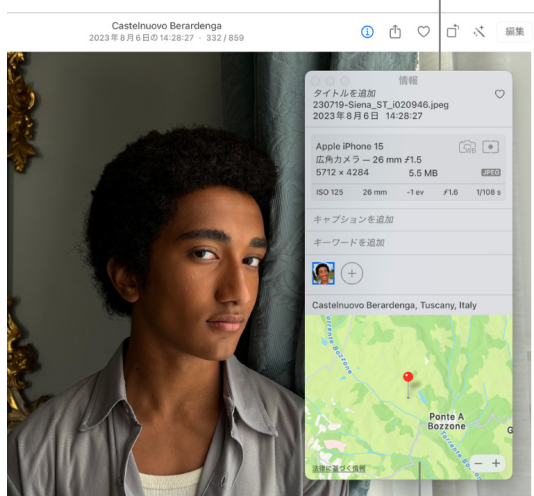 Castelnuovo Berardenga
2023年8月6日の14:28:27 · 332 / 859
編集
情報
タイトルを追加
230719-Siena_ST_i020946.jpeg
2023年8月6日 14:28:27
Apple iPhone 15
広角カメラ — 26 mm ƒ1.5
5712 × 4284 5.5 MB JPEG
ISO 125 26 mm -1 ev ƒ1.6 1/108 s
キャプションを追加
キーワードを追加
Castelnuovo Berardenga, Tuscany, Italy
Torrente Bozzone
Ponte A
Bozzone
G
法律に基づく情報